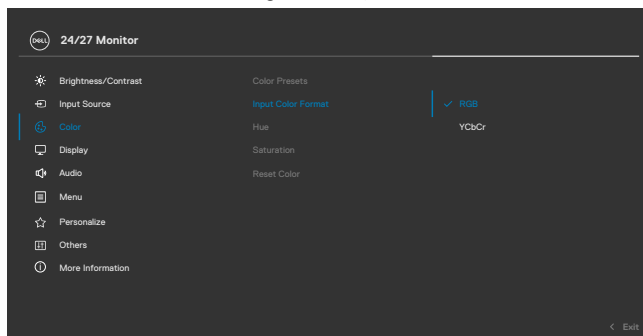 DELL 24/27 Monitor
Brightness/Contrast Color Presets
Input Source Input Color Format RGB
Color Hue YCbCr
Display Saturation
Audio Reset Color
Menu
Personalize
Others
More Information
< Exit